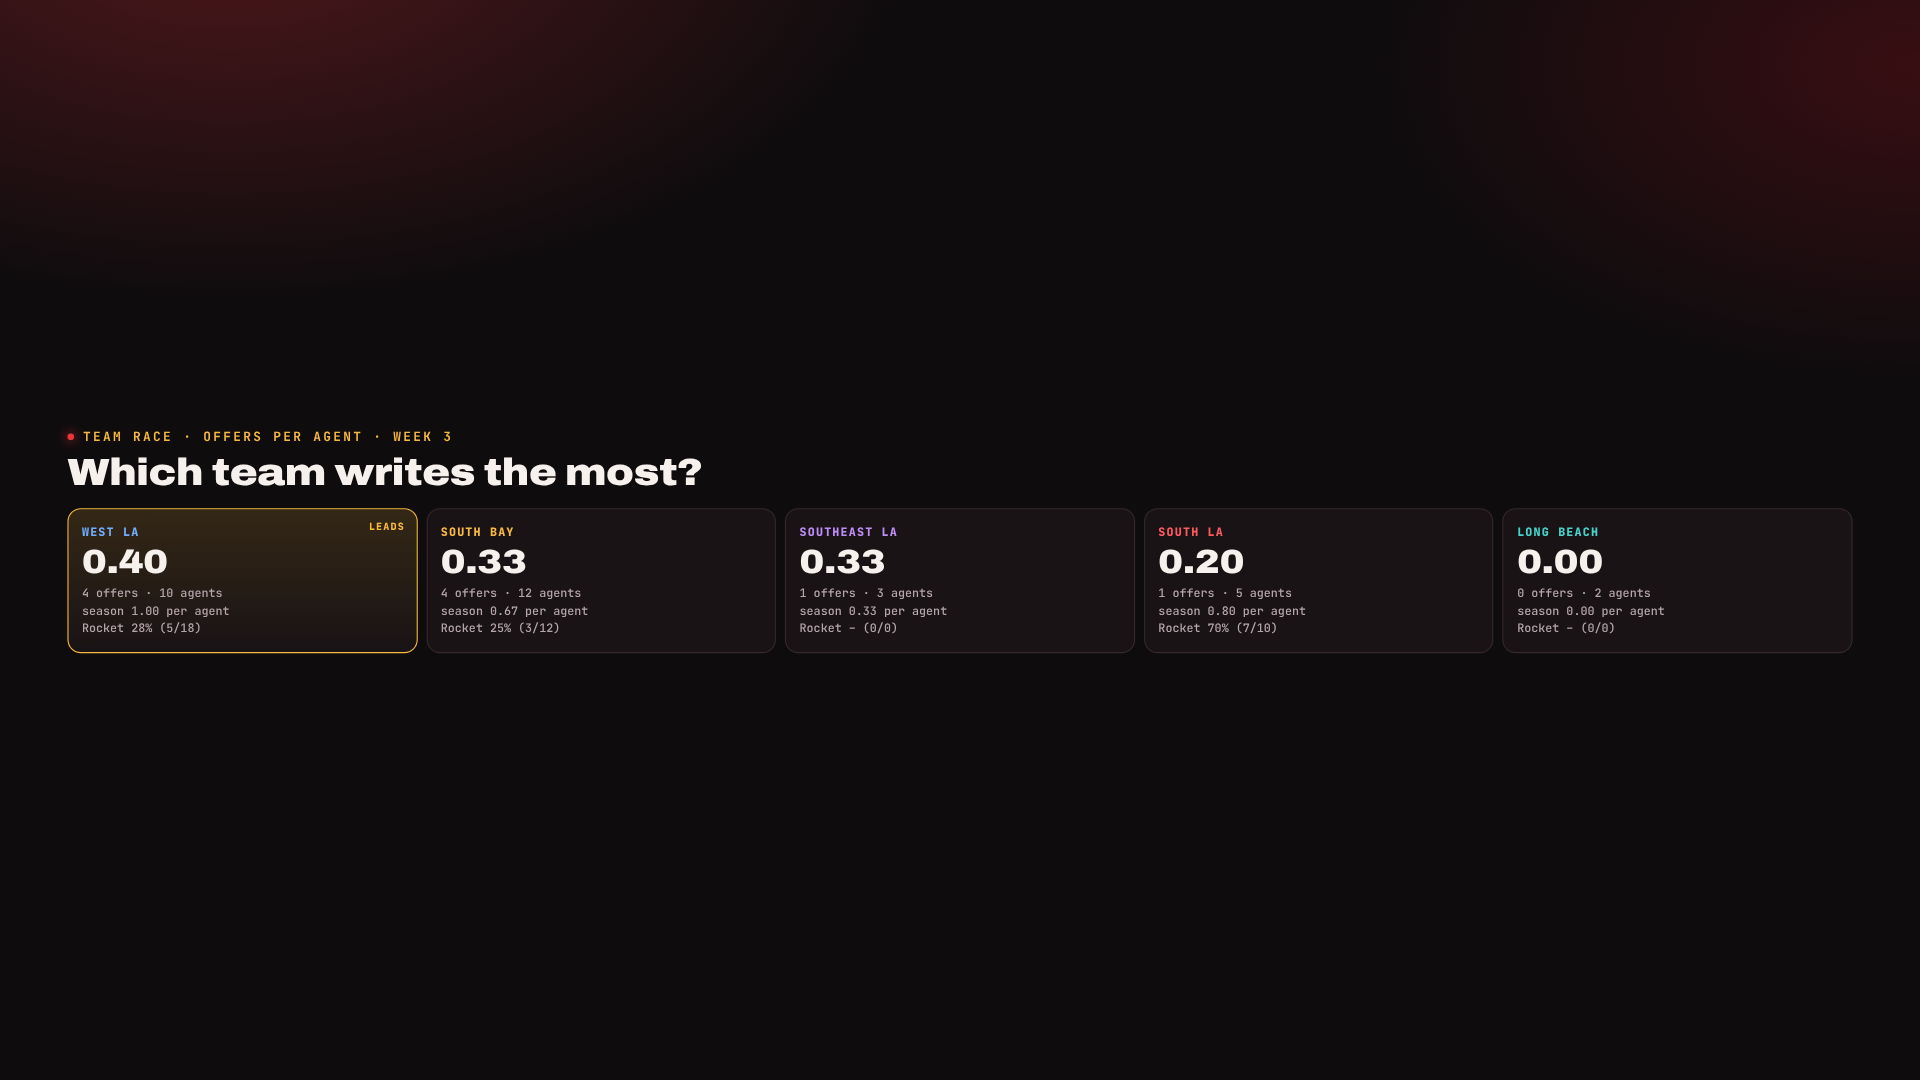 TEAM RACE · OFFERS PER AGENT · WEEK 3
Which team writes the most?
WEST LA
LEADS
0.40
4 offers · 10 agents
season 1.00 per agent
Rocket 28% (5/18)
SOUTH BAY
0.33
4 offers · 12 agents
season 0.67 per agent
Rocket 25% (3/12)
SOUTHEAST LA
0.33
1 offers · 3 agents
season 0.33 per agent
Rocket – (0/0)
SOUTH LA
0.20
1 offers · 5 agents
season 0.80 per agent
Rocket 70% (7/10)
LONG BEACH
0.00
0 offers · 2 agents
season 0.00 per agent
Rocket – (0/0)